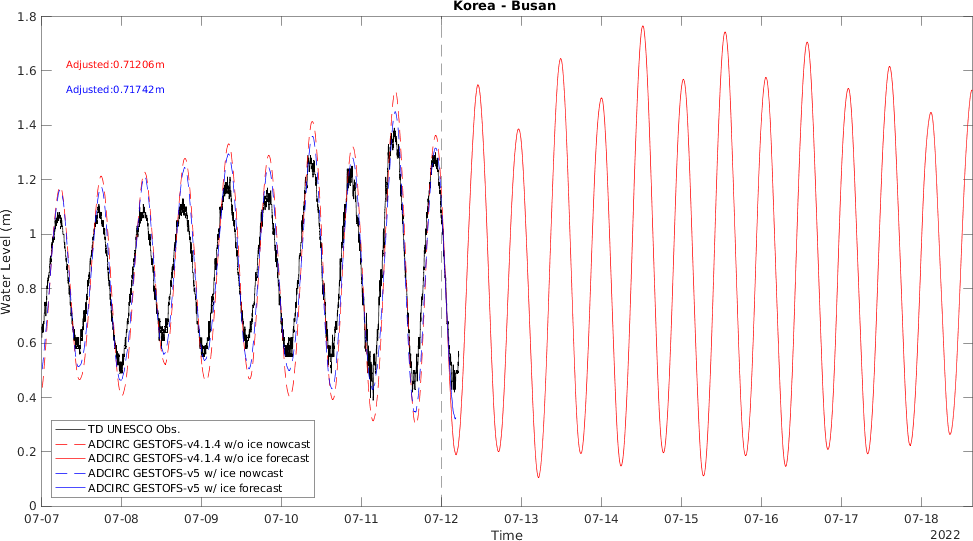 Korea - Busan
1.8
1.6
1.4
1.2
1
0.8
0.6
0.4
0.2
0
Water Level (m)
Adjusted:0.71206m
Adjusted:0.71742m
TD UNESCO Obs.
ADCIRC GESTOFS-v4.1.4 w/o ice nowcast
ADCIRC GESTOFS-v4.1.4 w/o ice forecast
ADCIRC GESTOFS-v5 w/ ice nowcast
ADCIRC GESTOFS-v5 w/ ice forecast
07-07 07-08 07-09 07-10 07-11 07-12 07-13 07-14 07-15 07-16 07-17 07-18
Time
2022